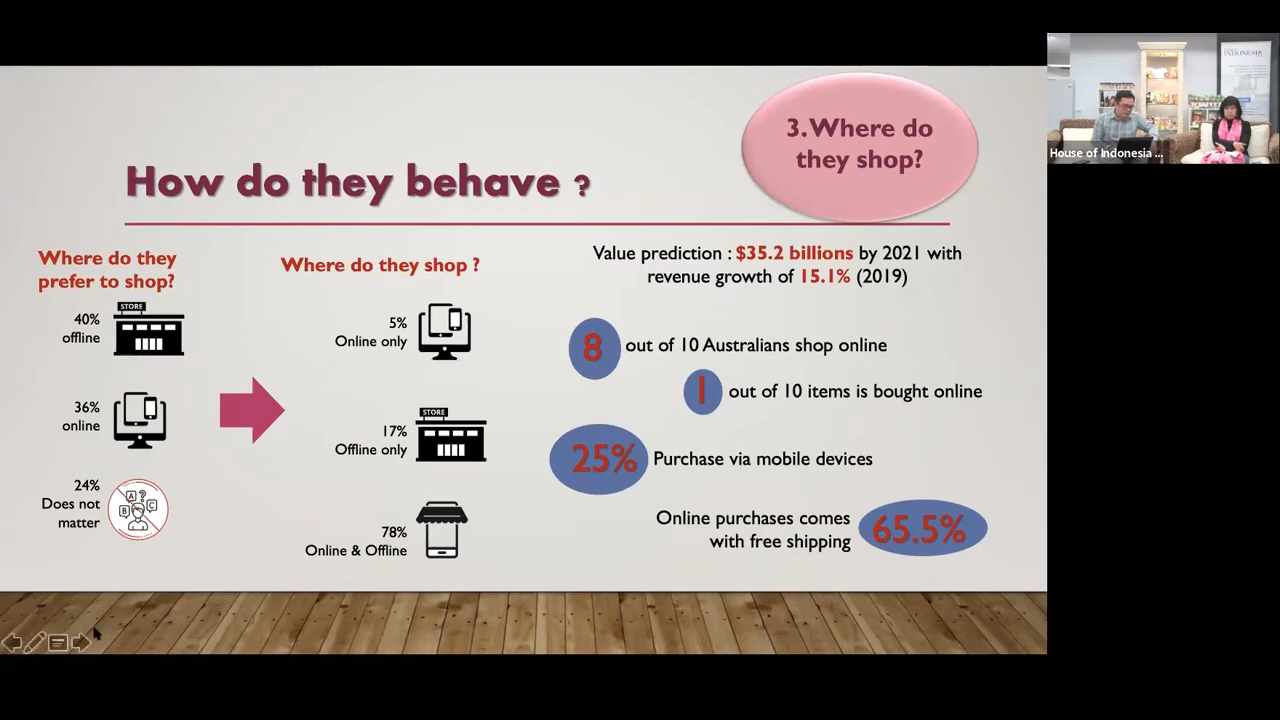 3. Where do
they shop?
How do they behave ?
Where do they
prefer to shop?
STORE
40%
offline
36%
online
24%
Does not
matter
A ?
B C
Where do they shop ?
5%
Online only
STORE
17%
Offline only
78%
Online & Offline
Value prediction : $35.2 billions by 2021 with
revenue growth of 15.1% (2019)
8 out of 10 Australians shop online
1 out of 10 items is bought online
25% Purchase via mobile devices
Online purchases comes
with free shipping
65.5%
INDONESIA
House of Indonesia ...